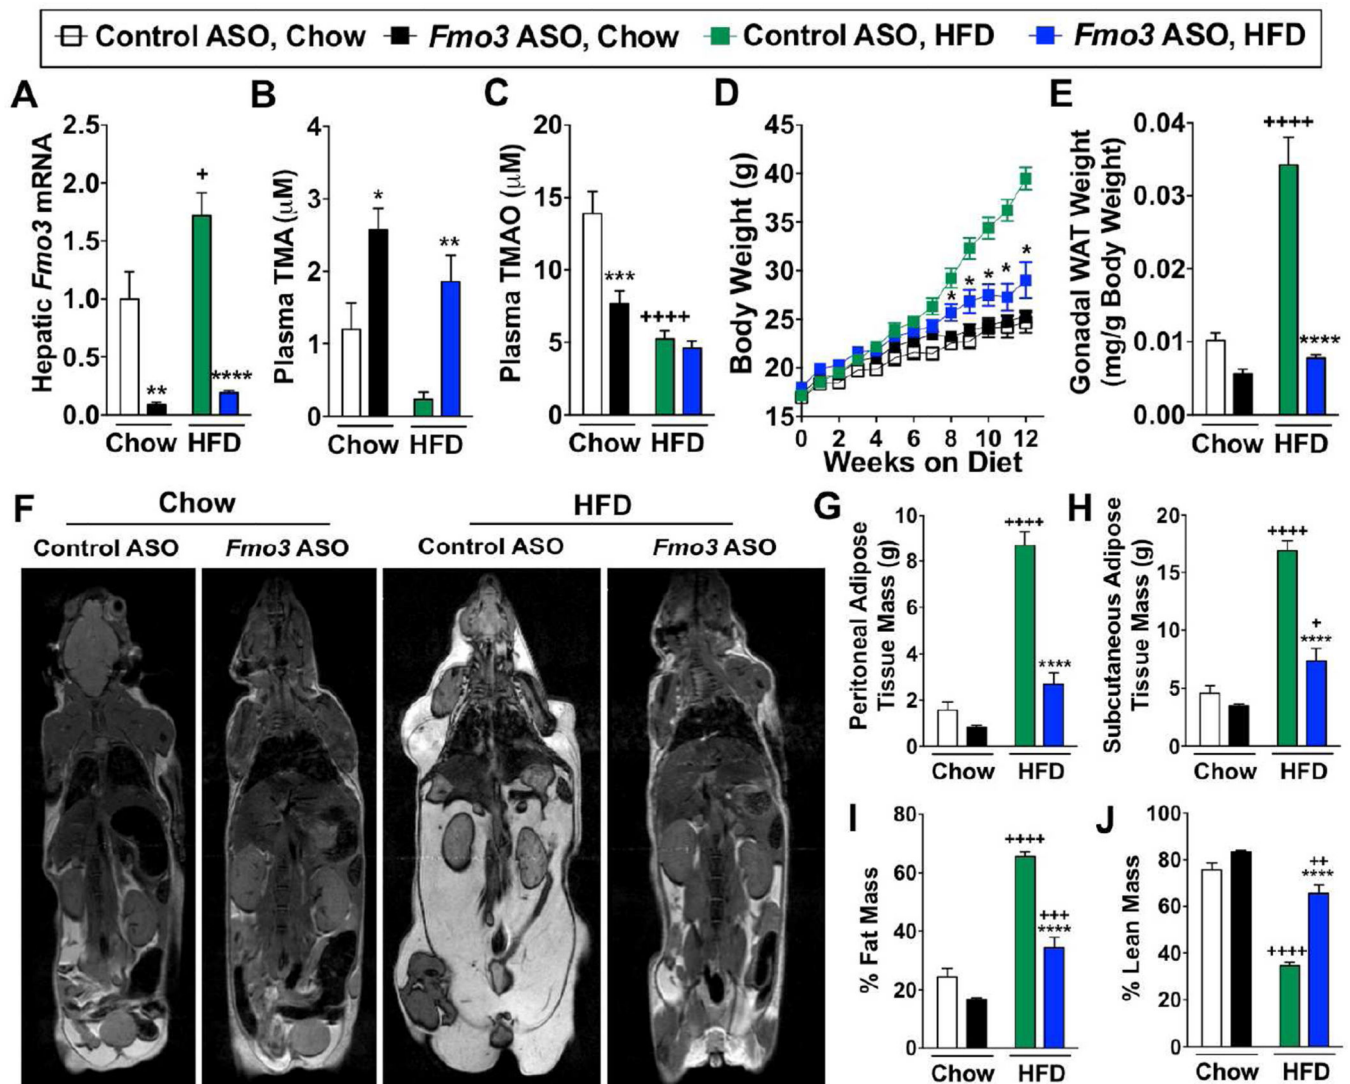 Control ASO, Chow Fmo3 ASO, Chow Control ASO, HFD Fmo3 ASO, HFD
A
Hepatic Fmo3 mRNA
2.5
2.0
1.5
1.0
0.5
0.0
**
+
****
Chow HFD
B
Plasma TMA (μM)
4
3
2
1
0
*
**
Chow HFD
C
Plasma TMAO (μM)
20
15
10
5
0
***
++++
Chow HFD
D
Body Weight (g)
45
40
35
30
25
20
15
* * * * *
0 2 4 6 8 10 12
Weeks on Diet
E
Gonadal WAT Weight
(mg/g Body Weight)
0.04
0.03
0.02
0.01
0.00
++++
****
Chow HFD
F
Chow HFD
Control ASO Fmo3 ASO Control ASO Fmo3 ASO
G
Peritoneal Adipose
Tissue Mass (g)
10
8
6
4
2
0
++++
****
Chow HFD
H
Subcutaneous Adipose
Tissue Mass (g)
20
15
10
5
0
++++
+
****
Chow HFD
I
% Fat Mass
80
60
40
20
0
++++
+++
****
Chow HFD
J
% Lean Mass
100
80
60
40
20
0
++++
++
****
Chow HFD